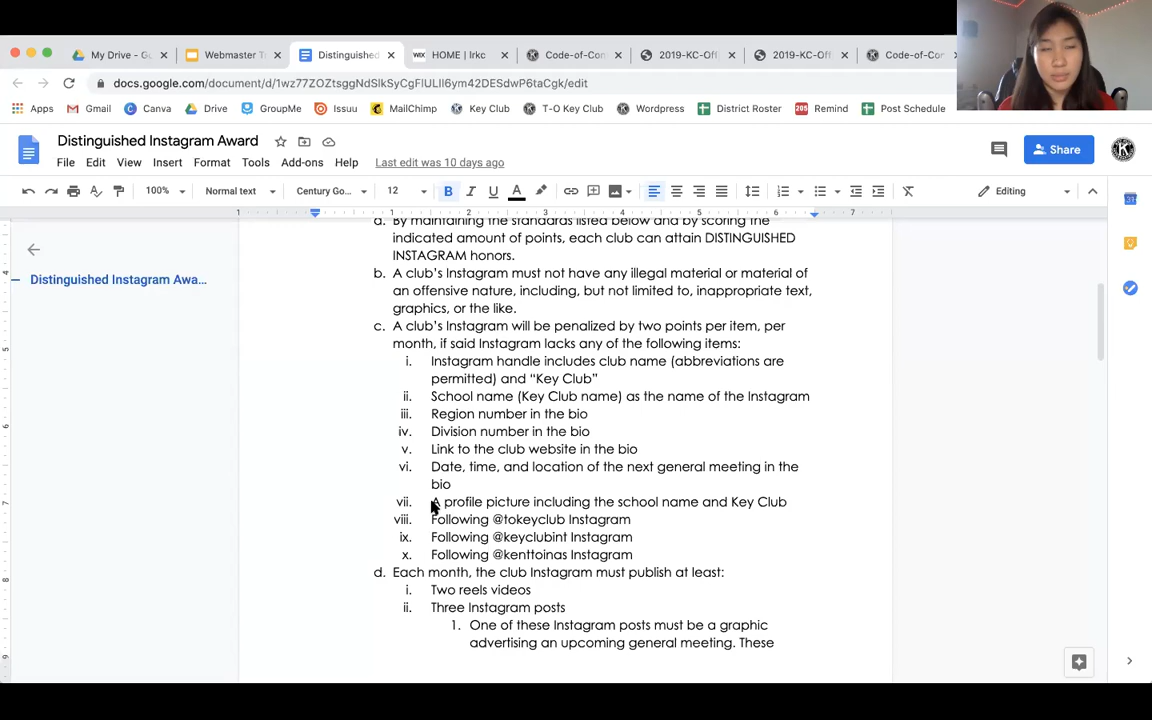 My Drive - G
Webmaster T
Distinguished
HOME | lrkc
Code-of-Con
2019-KC-Off
2019-KC-Off
Code-of-Con
docs.google.com/document/d/1wz77ZOZtsggNdSlkSyCgFlULIl6ym42DESdwP6taCgk/edit
Apps
Gmail
Canva
Drive
GroupMe
Issuu
MailChimp
Key Club
T-O Key Club
Wordpress
District Roster
Remind
Post Schedule
Distinguished Instagram Award
File Edit View Insert Format Tools Add-ons Help Last edit was 10 days ago
Share
100% Normal text Century Go... 12 Editing
Distinguished Instagram Awa...
a. By maintaining the standards listed below and by scoring the
indicated amount of points, each club can attain DISTINGUISHED
INSTAGRAM honors.
b. A club's Instagram must not have any illegal material or material of
an offensive nature, including, but not limited to, inappropriate text,
graphics, or the like.
c. A club's Instagram will be penalized by two points per item, per
month, if said Instagram lacks any of the following items:
i. Instagram handle includes club name (abbreviations are
permitted) and “Key Club”
ii. School name (Key Club name) as the name of the Instagram
iii. Region number in the bio
iv. Division number in the bio
v. Link to the club website in the bio
vi. Date, time, and location of the next general meeting in the
bio
vii. A profile picture including the school name and Key Club
viii. Following @tokeyclub Instagram
ix. Following @keyclubint Instagram
x. Following @kenttoinas Instagram
d. Each month, the club Instagram must publish at least:
i. Two reels videos
ii. Three Instagram posts
1. One of these Instagram posts must be a graphic
advertising an upcoming general meeting. These